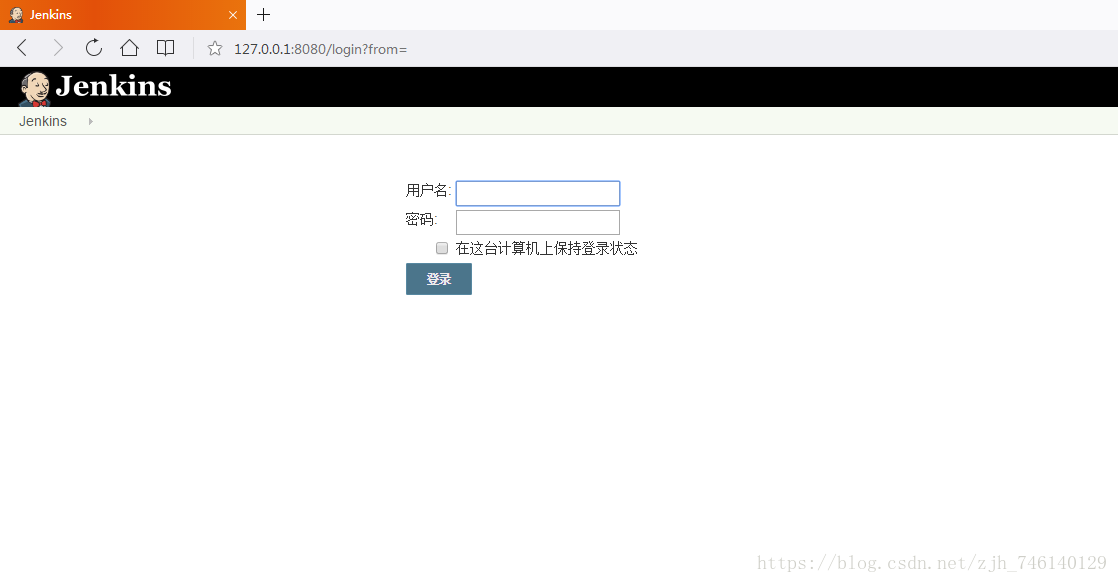 Jenkins
127.0.0.1:8080/login?from=
Jenkins
Jenkins
用户名:
密码:
在这台计算机上保持登录状态
登录
https://blog.csdn.net/zjh_746140129